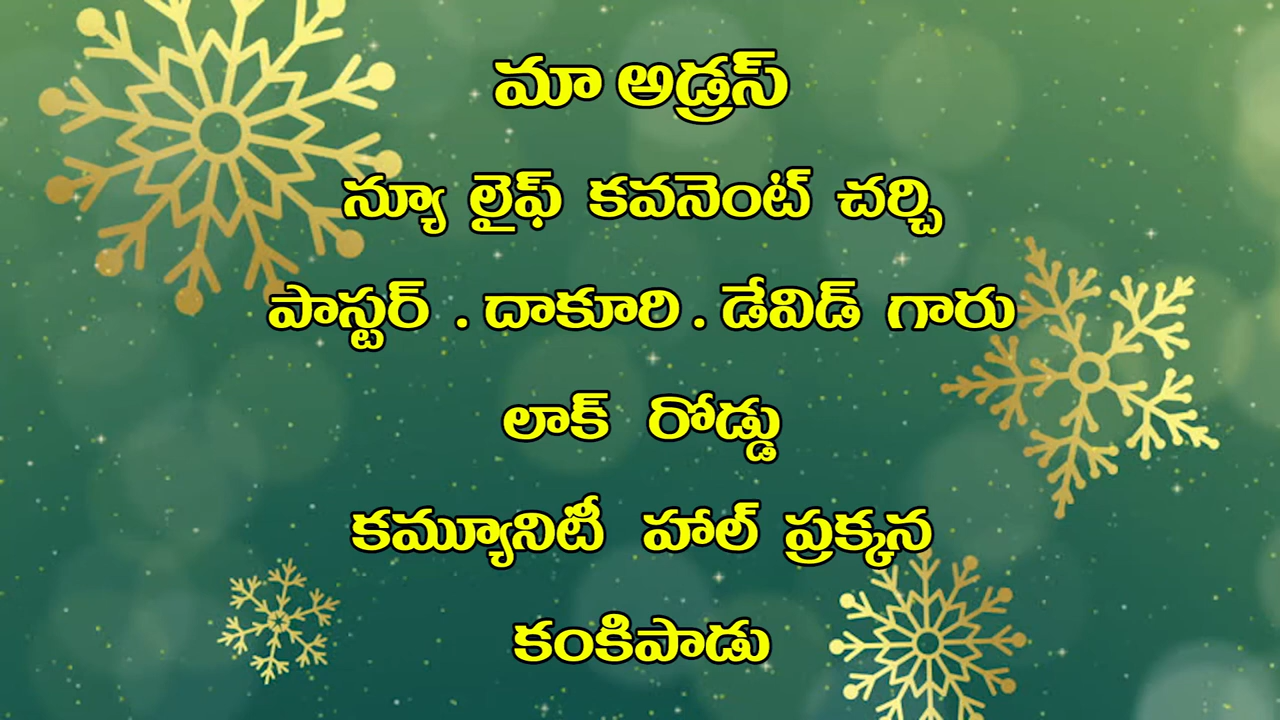 మా అడ్రస్
న్యూ లైఫ్ కవనెంట్ చర్చి
పాస్టర్ . దాకూరి . డేవిడ్ గారు
లాక్ రోడ్డు
కమ్యూనిటీ హాల్ ప్రక్కన
కంకిపాడు